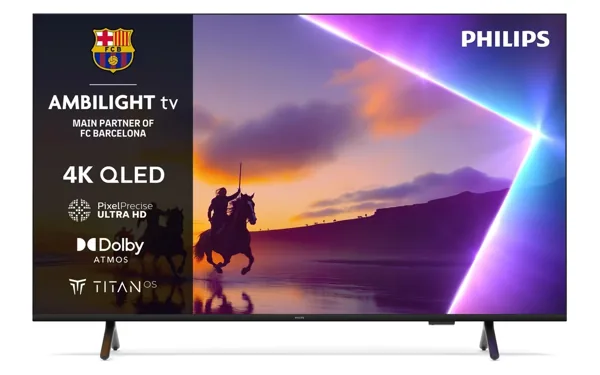 FCB
AMBILIGHT tv
MAIN PARTNER OF
FC BARCELONA
4K QLED
PixelPrecise
ULTRA HD
Dolby
ATMOS
TITAN OS
PHILIPS